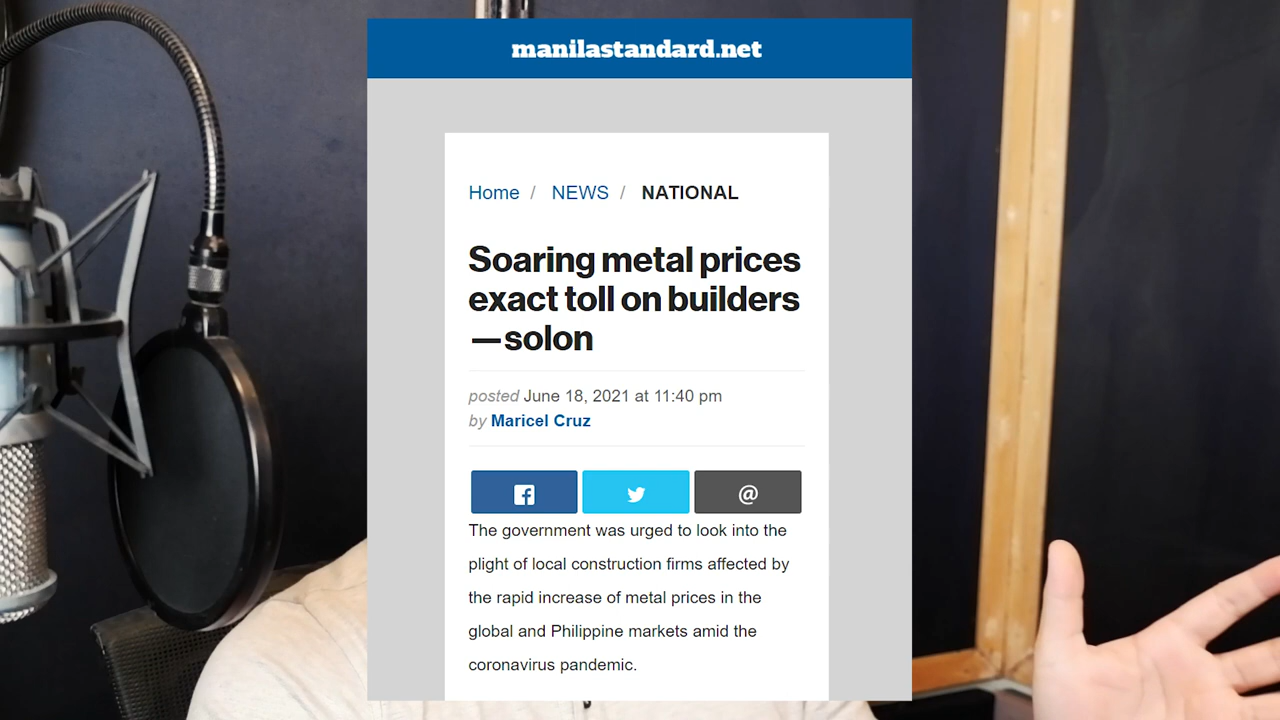 manilastandard.net
Home / NEWS / NATIONAL
Soaring metal prices
exact toll on builders
—solon
posted June 18, 2021 at 11:40 pm
by Maricel Cruz
@
The government was urged to look into the
plight of local construction firms affected by
the rapid increase of metal prices in the
global and Philippine markets amid the
coronavirus pandemic.